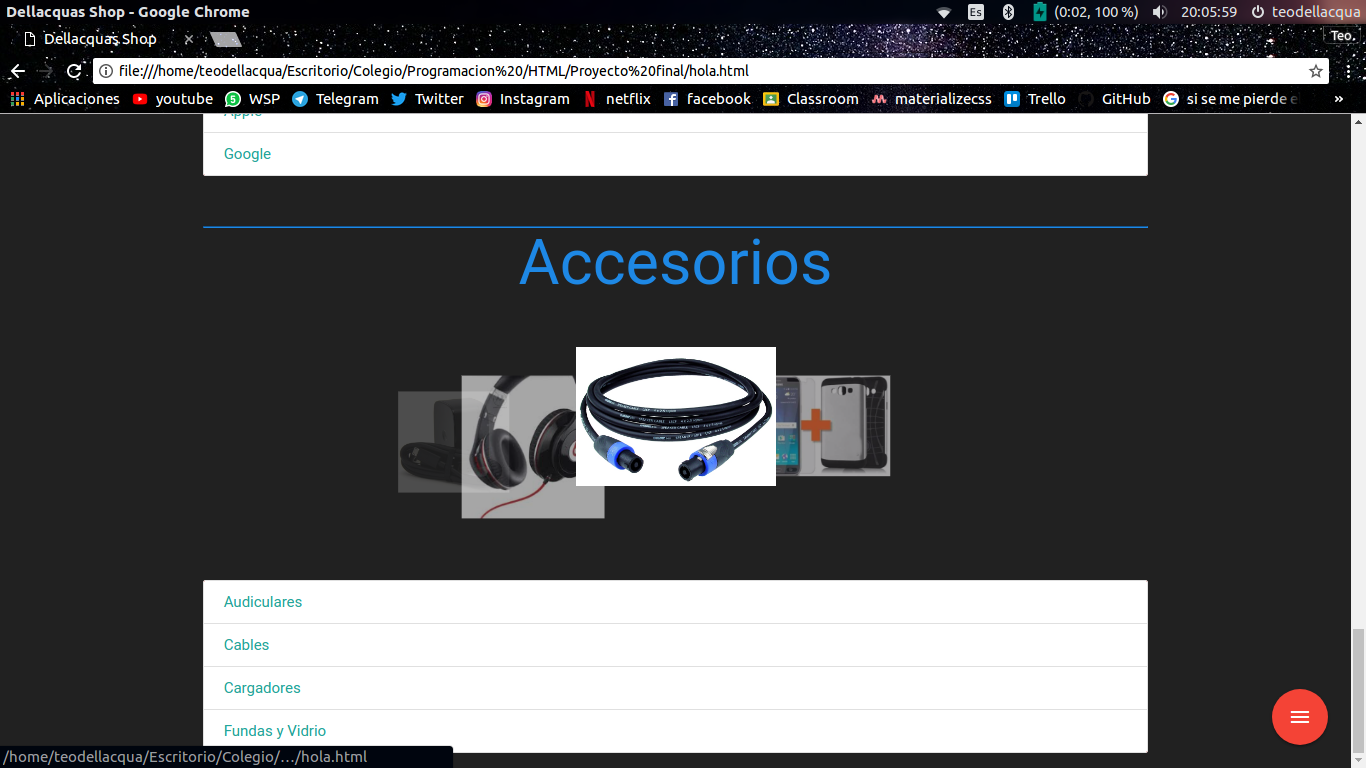 Dellacquas Shop - Google Chrome
Es
(0:02, 100 %)
20:05:59
teodellacqua
Dellacquas Shop
Teo.
file:///home/teodellacqua/Escritorio/Colegio/Programacion%20/HTML/Proyecto%20final/hola.html
Aplicaciones youtube WSP Telegram Twitter Instagram netflix facebook Classroom materializecss Trello GitHub si se me pierde e »
Apple
Google
Accesorios
Audiculares
Cables
Cargadores
Fundas y Vidrio
/home/teodellacqua/Escritorio/Colegio/…/hola.html